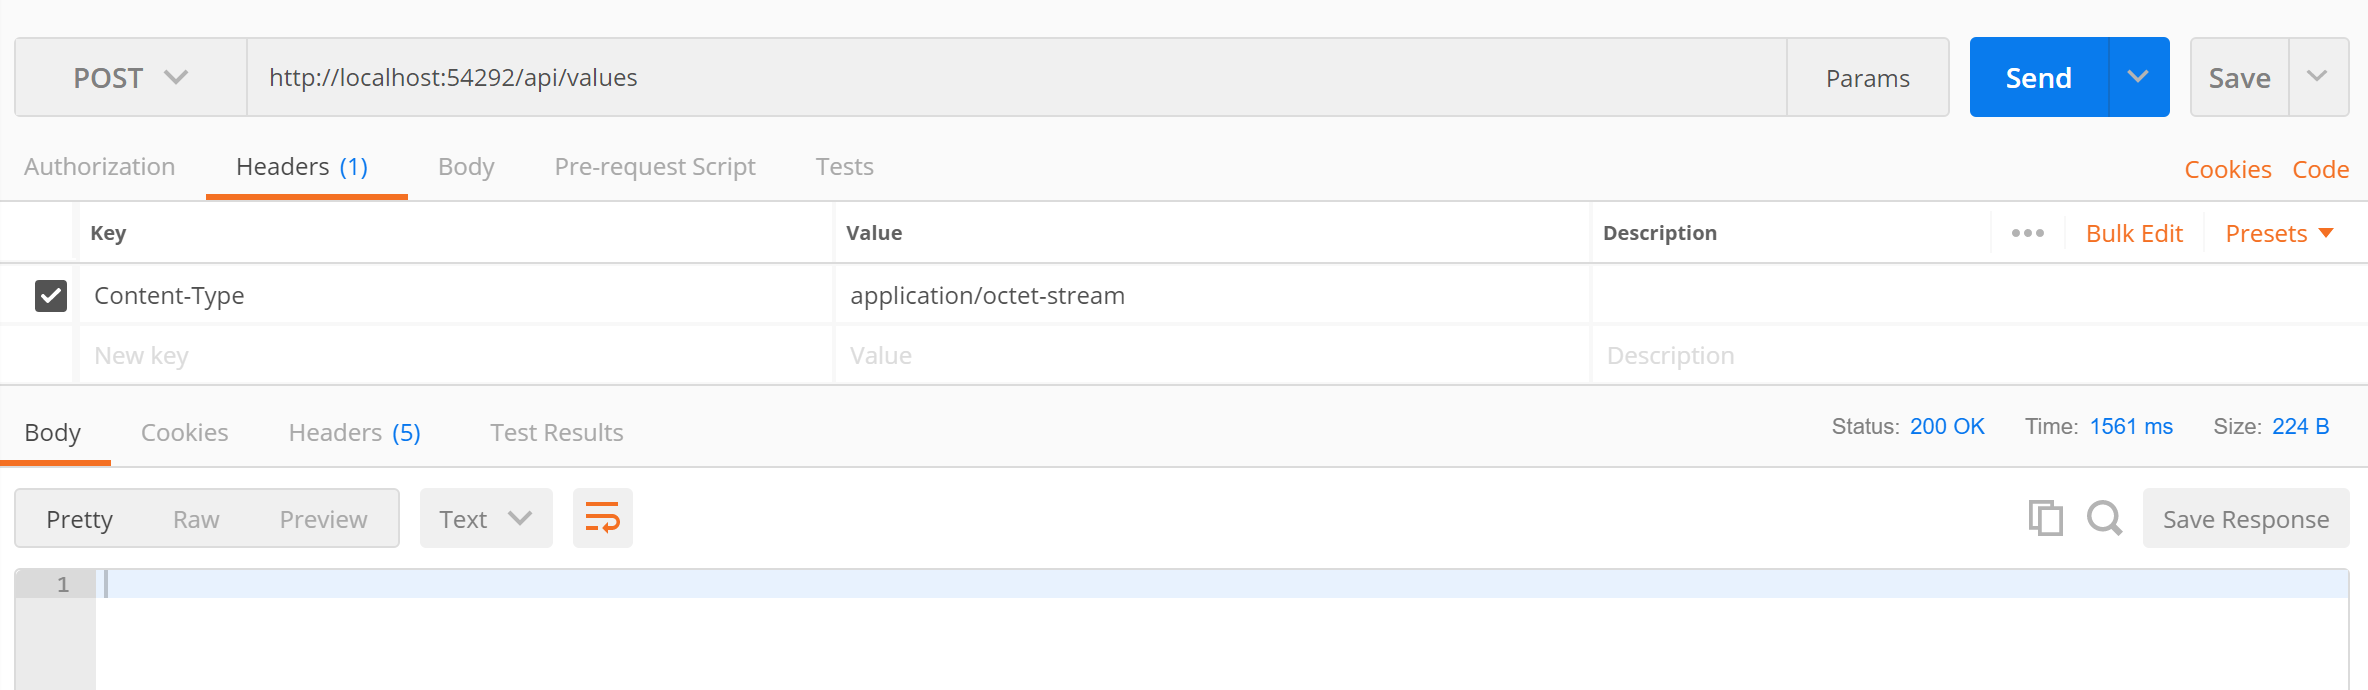 POST http://localhost:54292/api/values Params Send Save
Authorization Headers (1) Body Pre-request Script Tests Cookies Code
Key Value Description ••• Bulk Edit Presets
Content-Type application/octet-stream
New key Value Description
Body Cookies Headers (5) Test Results Status: 200 OK Time: 1561 ms Size: 224 B
Pretty Raw Preview Text Save Response
1